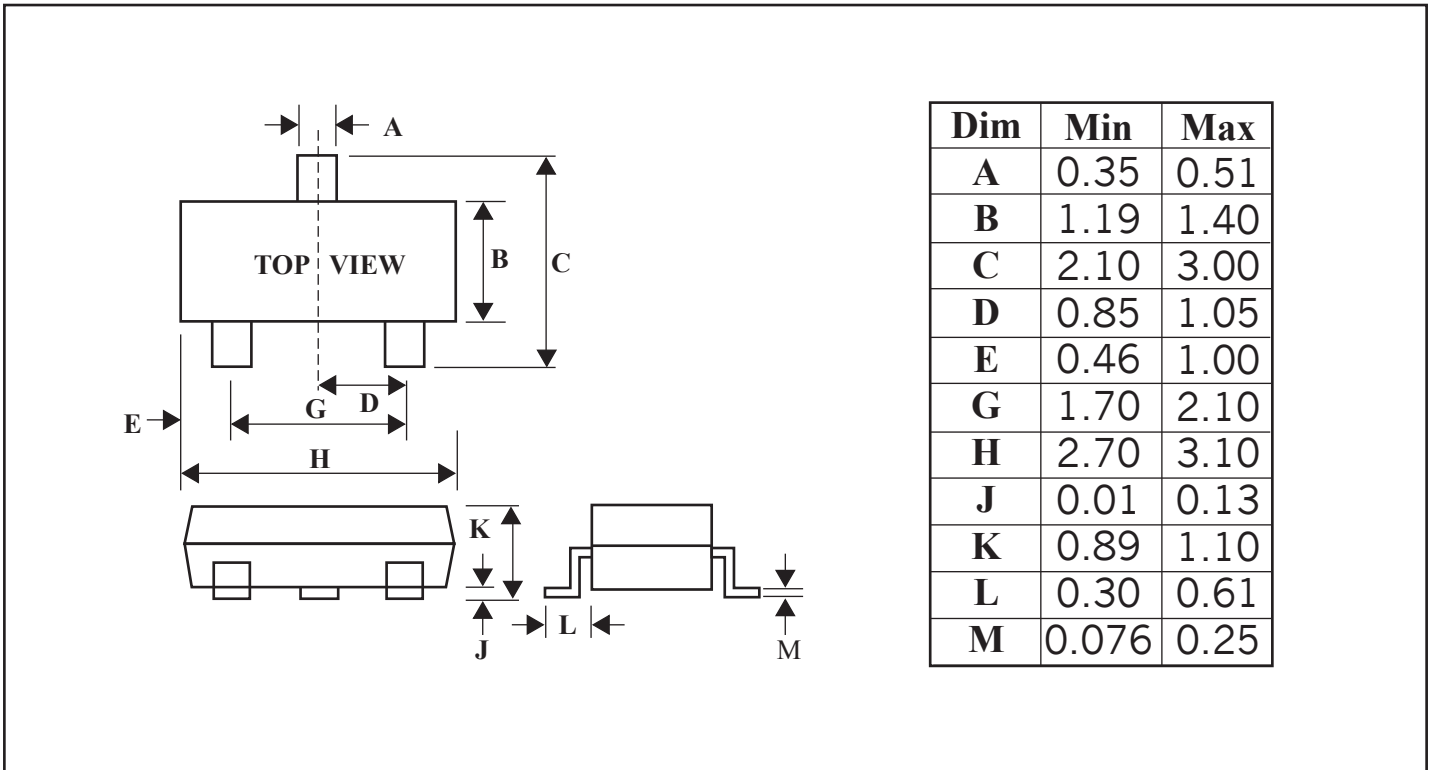 A
TOP VIEW
B
C
D
G
E
H
K
L
J
M
Dim Min Max
A 0.35 0.51
B 1.19 1.40
C 2.10 3.00
D 0.85 1.05
E 0.46 1.00
G 1.70 2.10
H 2.70 3.10
J 0.01 0.13
K 0.89 1.10
L 0.30 0.61
M 0.076 0.25